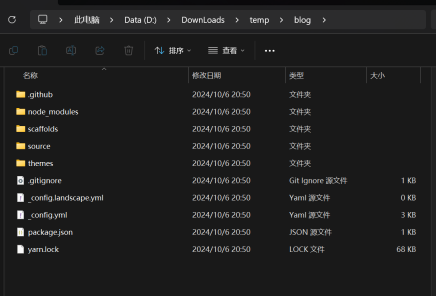 此电脑 > Data (D:) > DownLoads > temp > blog >
排序 查看 ...
名称 修改日期 类型 大小
.github 2024/10/6 20:50 文件夹
node_modules 2024/10/6 20:50 文件夹
scaffolds 2024/10/6 20:50 文件夹
source 2024/10/6 20:50 文件夹
themes 2024/10/6 20:50 文件夹
.gitignore 2024/10/6 20:50 Git Ignore 源文件 1 KB
_config.landscape.yml 2024/10/6 20:50 Yaml 源文件 0 KB
_config.yml 2024/10/6 20:50 Yaml 源文件 3 KB
package.json 2024/10/6 20:50 JSON 源文件 1 KB
yarn.lock 2024/10/6 20:50 LOCK 文件 68 KB